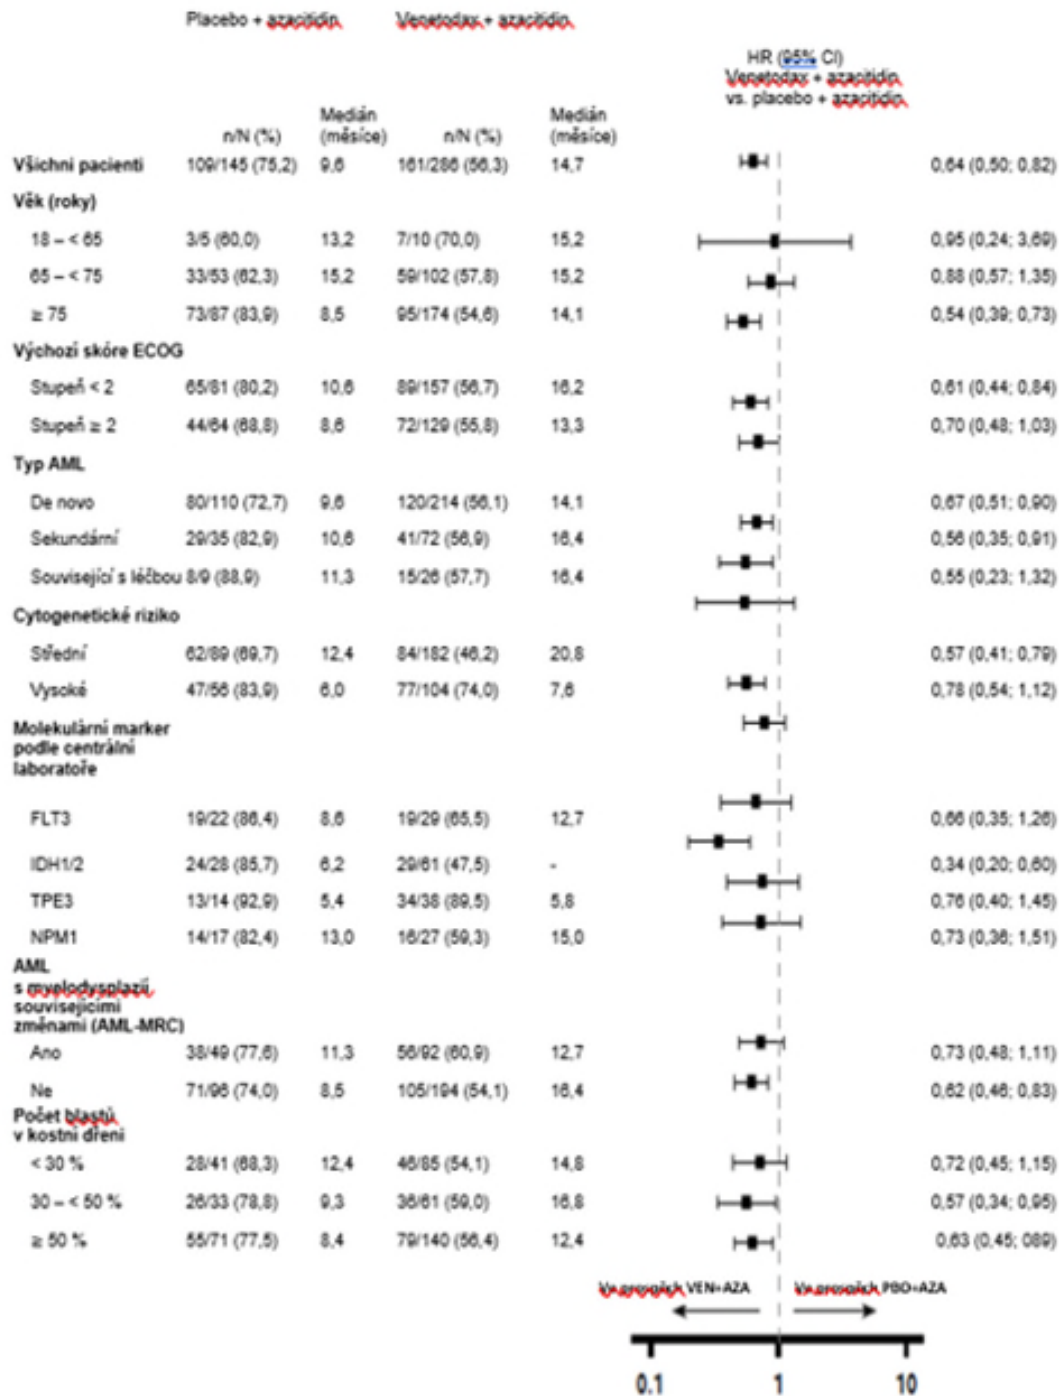 Placebo + azacitidin Venetodax + azacitidin
HR (95% CI)
Venetodax + azacitidin
vs. placebo + azacitidin
n/N (%) Medián (měsíce) n/N (%) Medián (měsíce)
Všichni pacienti 109/145 (75,2) 9,6 161/286 (56,3) 14,7 0,64 (0,50; 0,82)
Věk (roky)
18 – < 65 3/5 (60,0) 13,2 7/10 (70,0) 15,2 0,95 (0,24; 3,69)
65 – < 75 33/53 (62,3) 15,2 59/102 (57,8) 15,2 0,88 (0,57; 1,35)
≥ 75 73/87 (83,9) 8,5 95/174 (54,6) 14,1 0,54 (0,39; 0,73)
Výchozí skóre ECOG
Stupeň < 2 65/81 (80,2) 10,6 89/157 (56,7) 16,2 0,61 (0,44; 0,84)
Stupeň ≥ 2 44/64 (68,8) 8,6 72/129 (55,8) 13,3 0,70 (0,48; 1,03)
Typ AML
De novo 80/110 (72,7) 9,6 120/214 (56,1) 14,1 0,67 (0,51; 0,90)
Sekundární 29/35 (82,9) 10,6 41/72 (56,9) 16,4 0,56 (0,35; 0,91)
Související s léčbou 8/9 (88,9) 11,3 15/26 (57,7) 16,4 0,55 (0,23; 1,32)
Cytogenetické riziko
Střední 62/89 (69,7) 12,4 84/182 (46,2) 20,8 0,57 (0,41; 0,79)
Vysoké 47/56 (83,9) 6,0 77/104 (74,0) 7,6 0,78 (0,54; 1,12)
Molekulární marker
podle centrální
laboratoře
FLT3 19/22 (86,4) 8,6 19/29 (65,5) 12,7 0,66 (0,35; 1,26)
IDH1/2 24/28 (85,7) 6,2 29/61 (47,5) - 0,34 (0,20; 0,60)
TPE3 13/14 (92,9) 5,4 34/38 (89,5) 5,8 0,76 (0,40; 1,45)
NPM1 14/17 (82,4) 13,0 16/27 (59,3) 15,0 0,73 (0,36; 1,51)
AML
s myelodysplazií
souvisejícími
změnami (AML-MRC)
Ano 38/49 (77,6) 11,3 56/92 (60,9) 12,7 0,73 (0,48; 1,11)
Ne 71/96 (74,0) 8,5 105/194 (54,1) 16,4 0,62 (0,46; 0,83)
Počet blastů
v kostní dřeni
< 30 % 28/41 (68,3) 12,4 46/85 (54,1) 14,8 0,72 (0,45; 1,15)
30 – < 50 % 26/33 (78,8) 9,3 36/61 (59,0) 16,8 0,57 (0,34; 0,95)
≥ 50 % 55/71 (77,5) 8,4 79/140 (56,4) 12,4 0,63 (0,45; 089)
Ve prospěch VEN+AZA Ve prospěch PBO+AZA
0.1 1 10